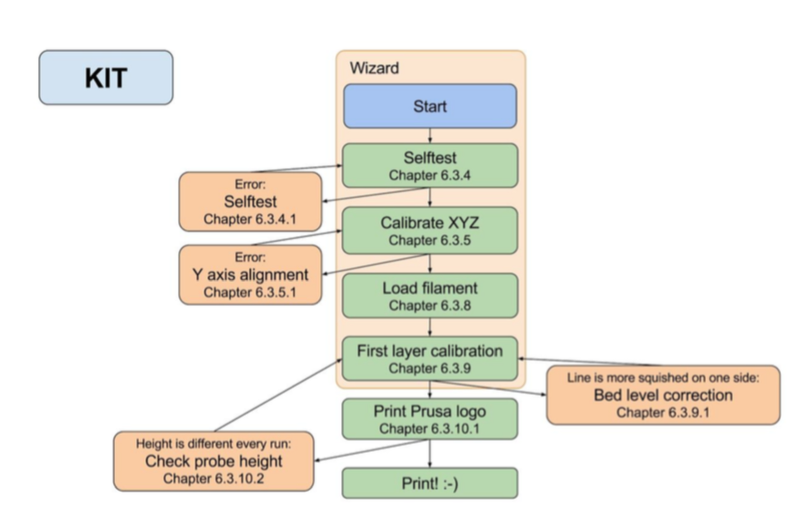 KIT
Wizard
Start
Selftest
Chapter 6.3.4
Error:
Selftest
Chapter 6.3.4.1
Calibrate XYZ
Chapter 6.3.5
Error:
Y axis alignment
Chapter 6.3.5.1
Load filament
Chapter 6.3.8
First layer calibration
Chapter 6.3.9
Line is more squished on one side:
Bed level correction
Chapter 6.3.9.1
Print Prusa logo
Chapter 6.3.10.1
Height is different every run:
Check probe height
Chapter 6.3.10.2
Print! :-)